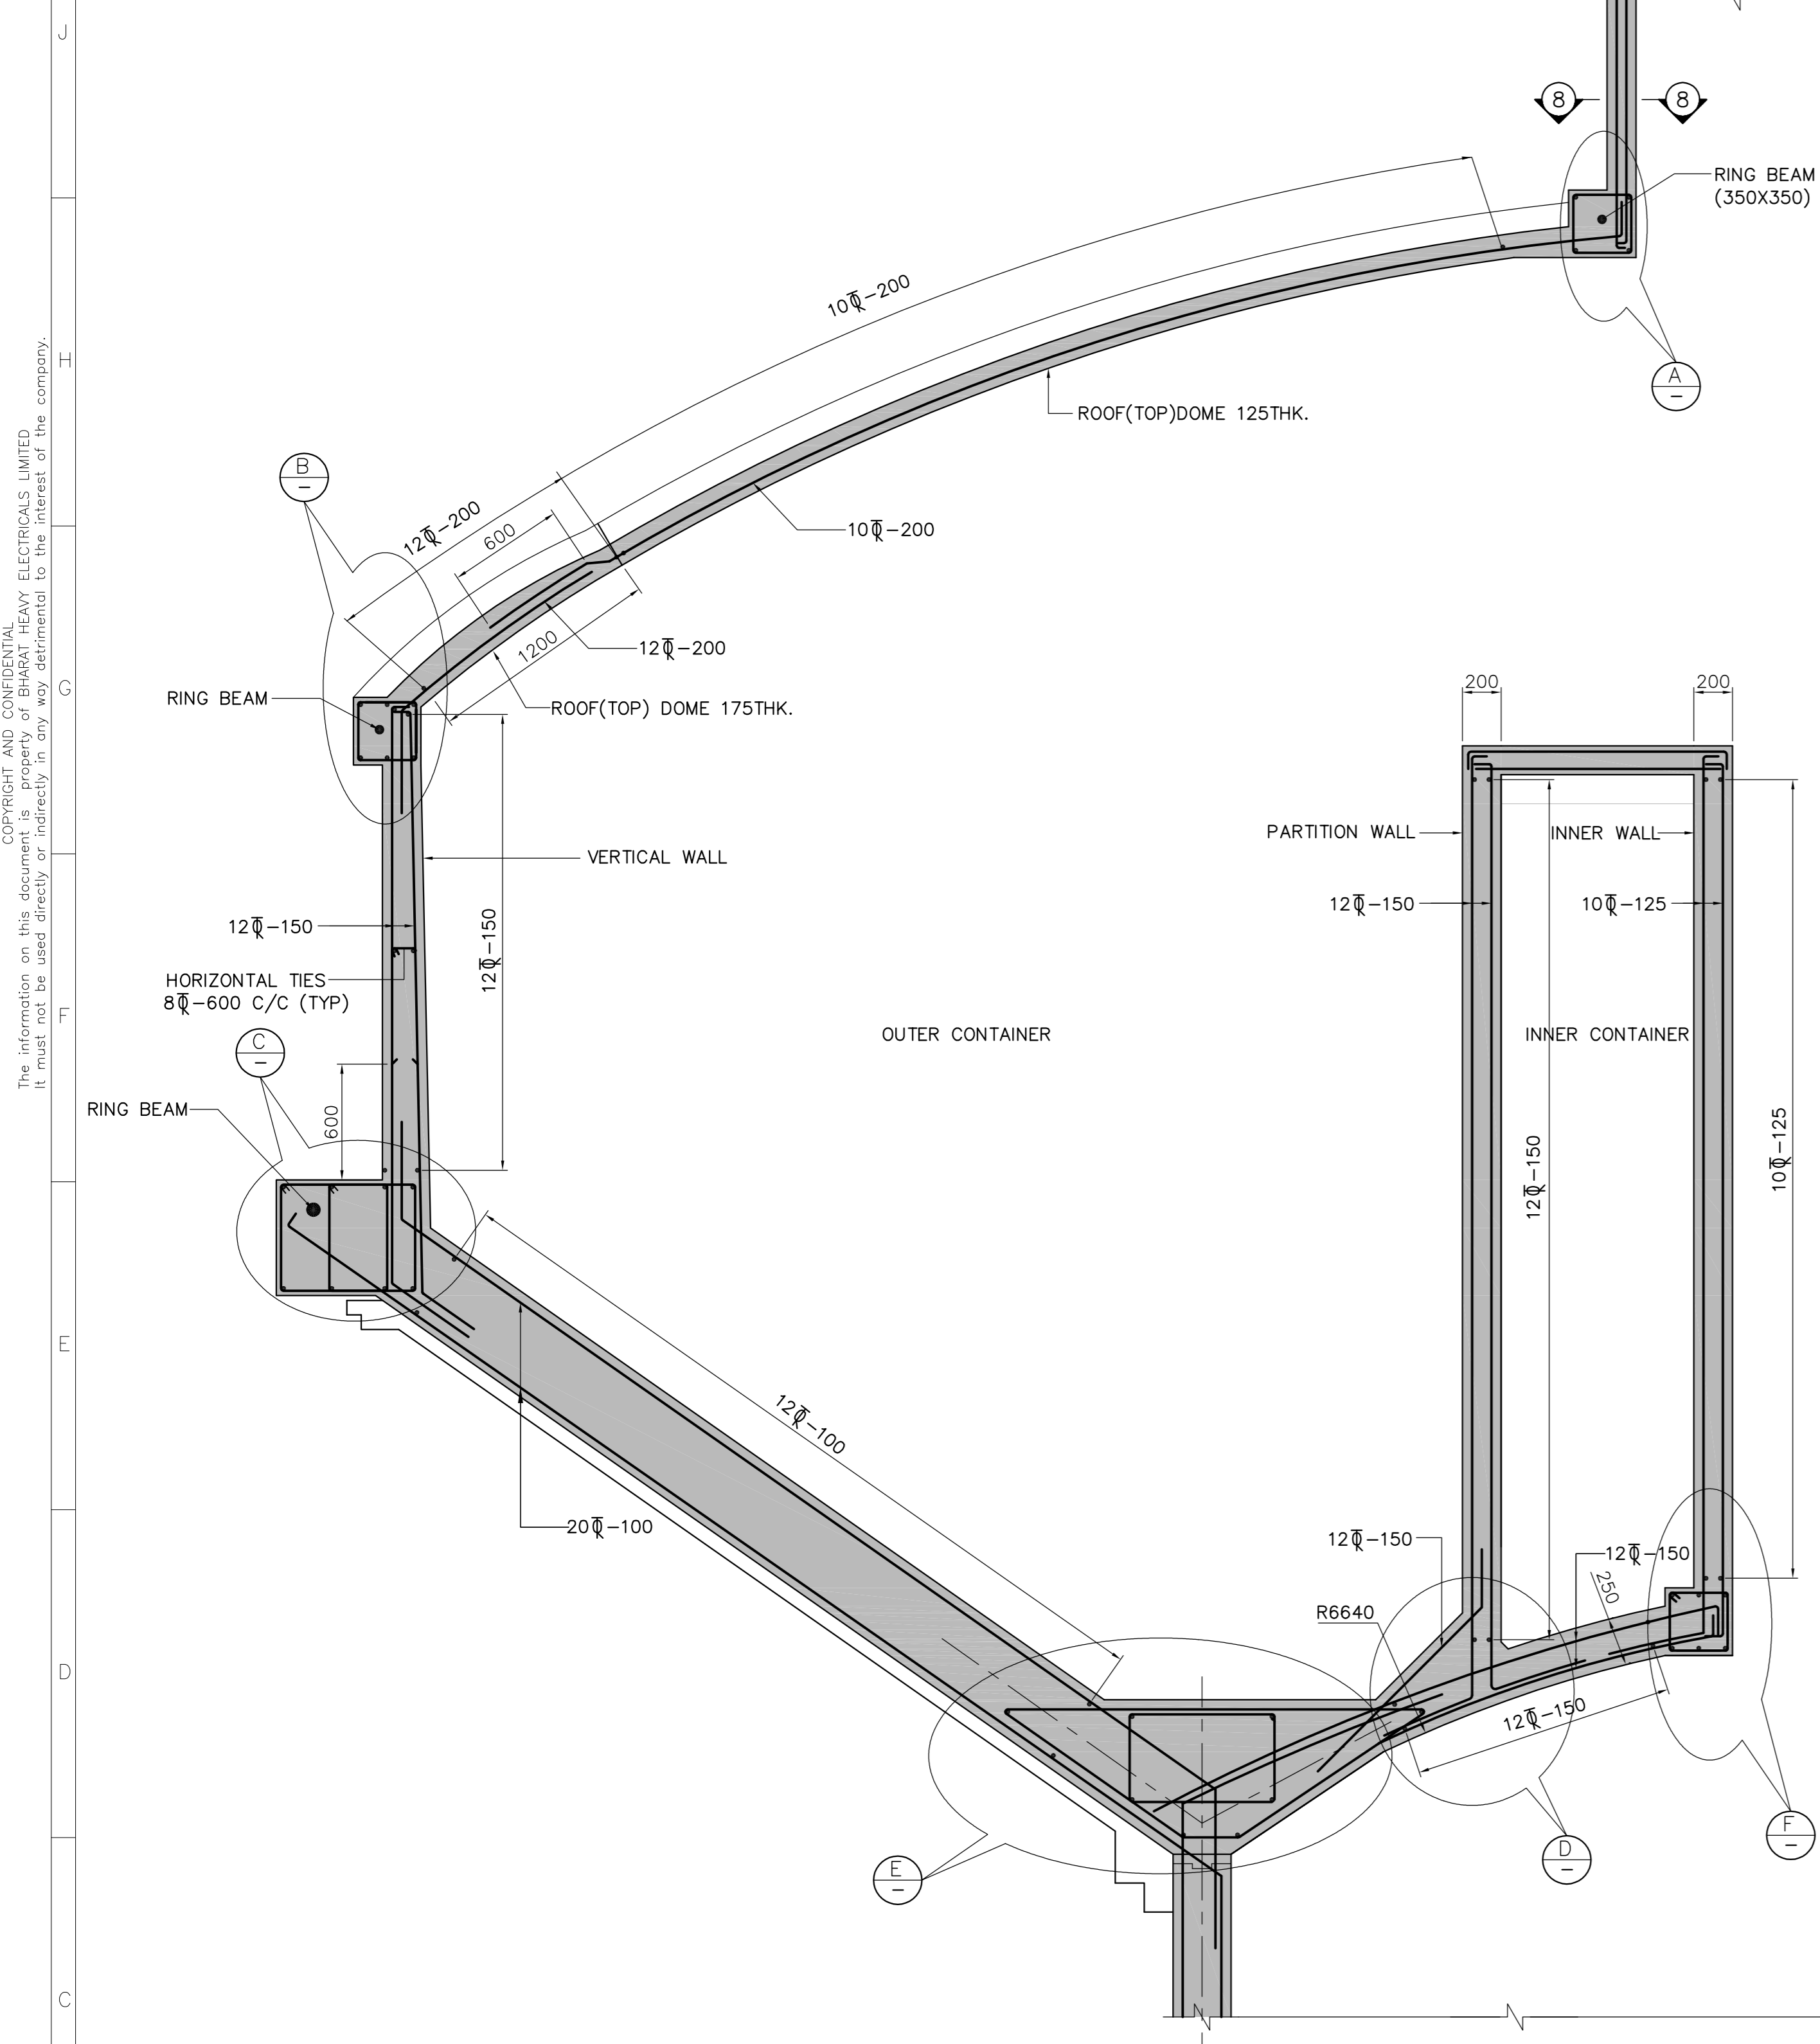 J
8
8
RING BEAM
(350X350)
10Φ̲-200
H
A
-
ROOF(TOP)DOME 125THK.
B
-
12Φ̲-200
600
10Φ̲-200
1200
12Φ̲-200
G
RING BEAM
ROOF(TOP) DOME 175THK.
200
200
PARTITION WALL
INNER WALL
VERTICAL WALL
12Φ̲-150
10Φ̲-125
12Φ̲-150
12Φ̲-150
HORIZONTAL TIES
8Φ̲-600 C/C (TYP)
F
OUTER CONTAINER
INNER CONTAINER
C
-
RING BEAM
600
12Φ̲-150
10Φ̲-125
E
12Φ̲-100
20Φ̲-100
12Φ̲-150
12Φ̲-150
250
R6640
D
12Φ̲-150
E
-
D
-
F
-
C
COPYRIGHT AND CONFIDENTIAL
The information on this document is property of BHARAT HEAVY ELECTRICALS LIMITED
It must not be used directly or indirectly in any way detrimental to the interest of the company.